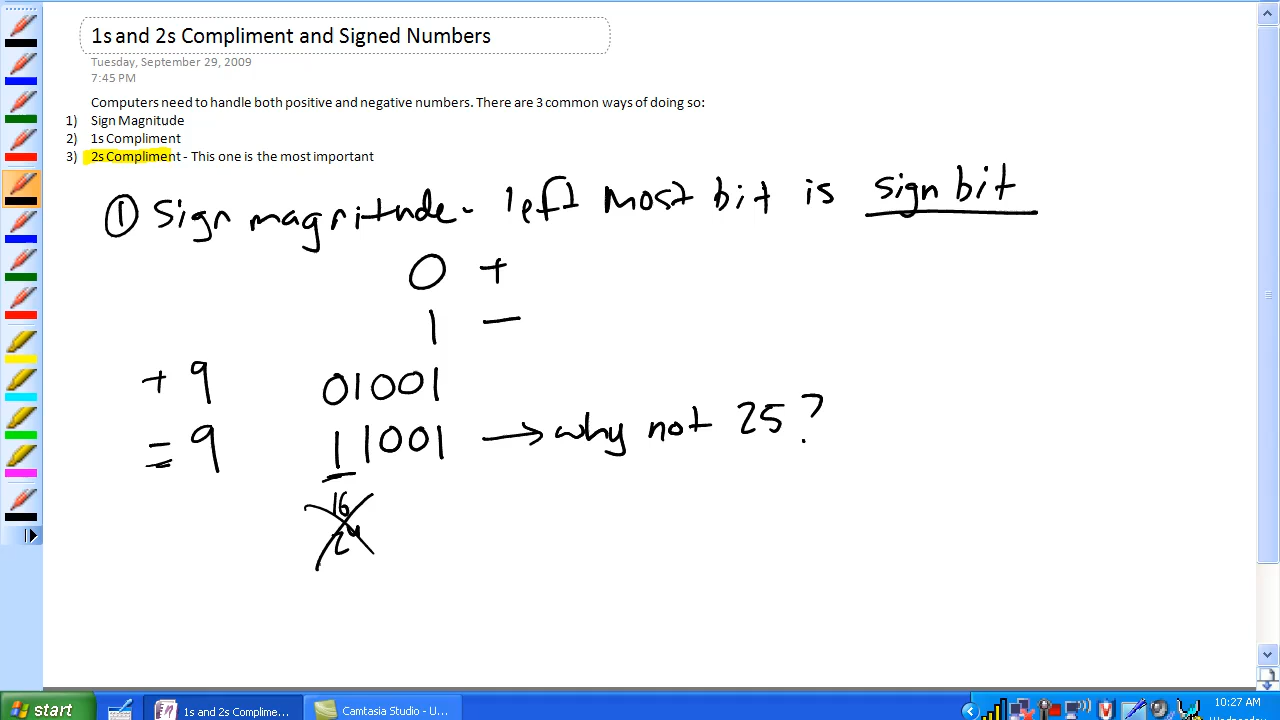 1s and 2s Compliment and Signed Numbers
Tuesday, September 29, 2009
7:45 PM
Computers need to handle both positive and negative numbers. There are 3 common ways of doing so:
1) Sign Magnitude
2) 1s Compliment
3) 2s Compliment - This one is the most important
① Sign magnitude - left most bit is sign bit
0 +
1 −
+ 9 01001
− 9 11001 → why not 25?
16
2⁴
start
1s and 2s Complime...
Camtasia Studio - U...
10:27 AM